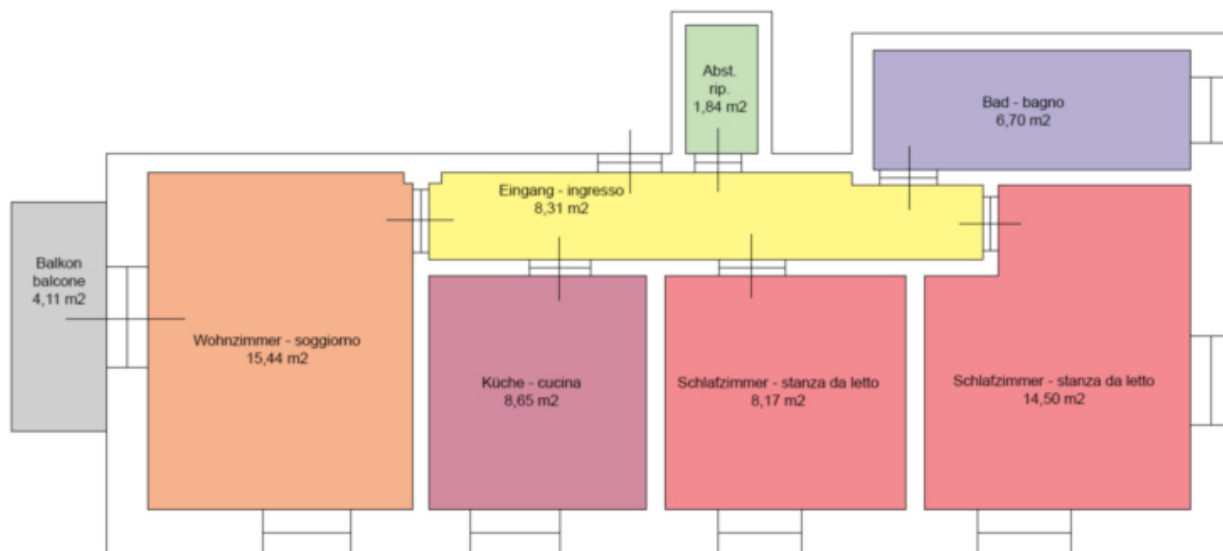 Abst.
rip.
1,84 m2
Bad - bagno
6,70 m2
Eingang - ingresso
8,31 m2
Balkon
balcone
4,11 m2
Wohnzimmer - soggiorno
15,44 m2
Küche - cucina
8,65 m2
Schlafzimmer - stanza da letto
8,17 m2
Schlafzimmer - stanza da letto
14,50 m2